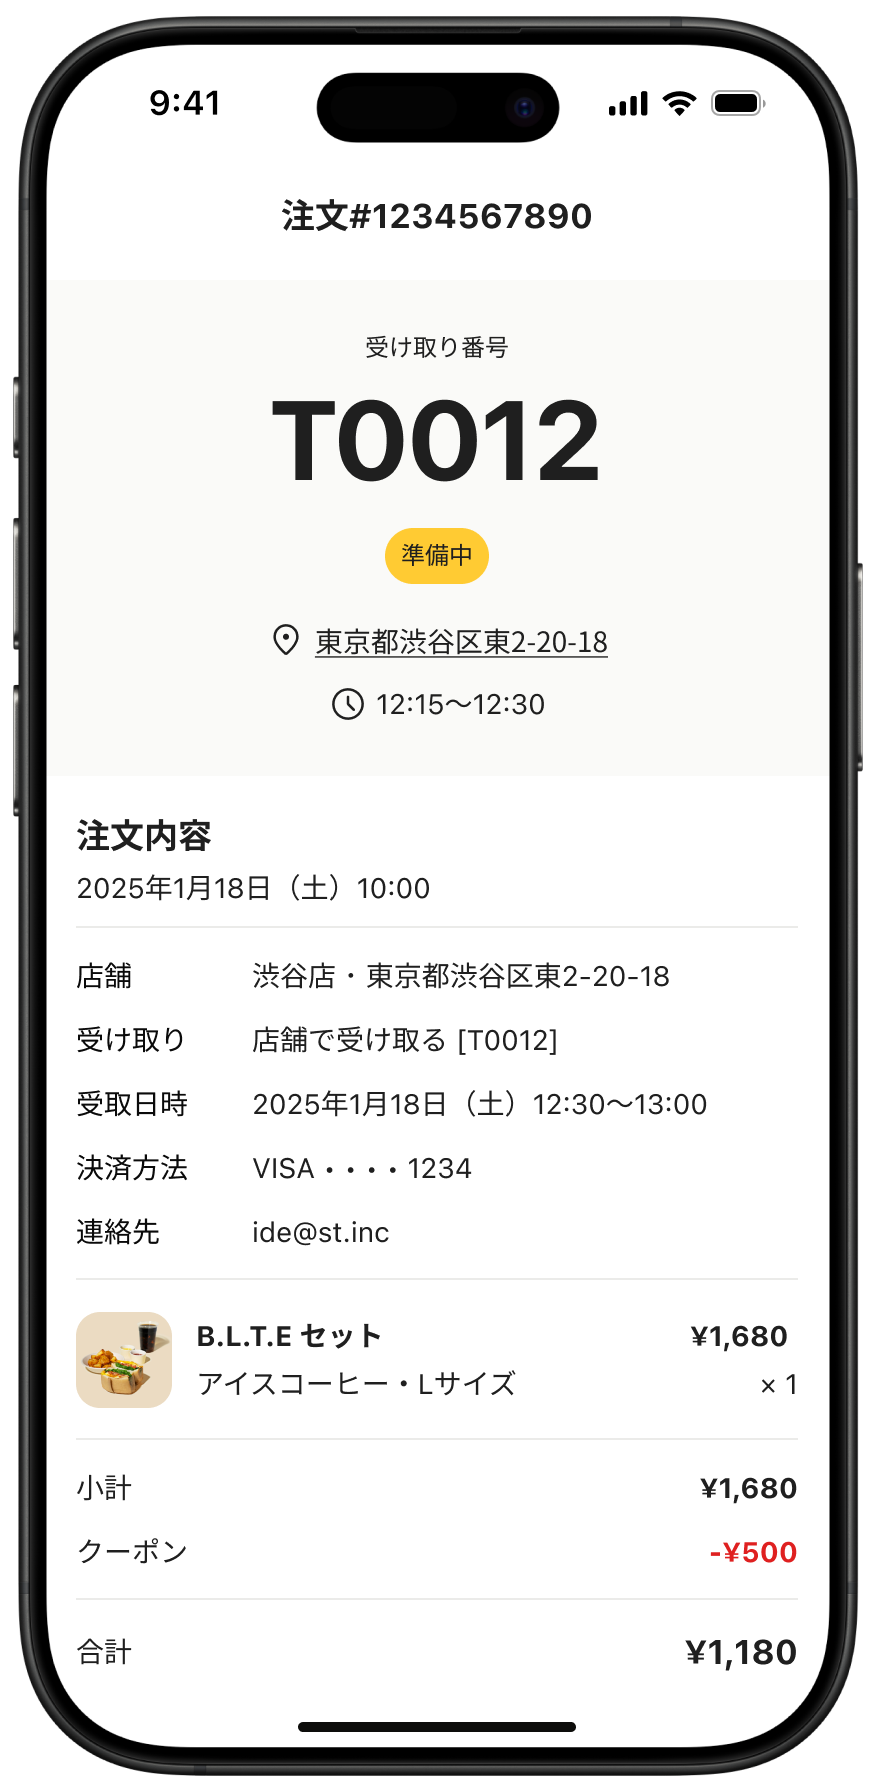 9:41
注文#1234567890
受け取り番号
T0012
準備中
東京都渋谷区東2-20-18
12:15〜12:30
注文内容
2025年1月18日（土）10:00
店舗 渋谷店・東京都渋谷区東2-20-18
受け取り 店舗で受け取る [T0012]
受取日時 2025年1月18日（土）12:30〜13:00
決済方法 VISA・・・・1234
連絡先 ide@st.inc
B.L.T.E セット ¥1,680
アイスコーヒー・Lサイズ × 1
小計 ¥1,680
クーポン -¥500
合計 ¥1,180